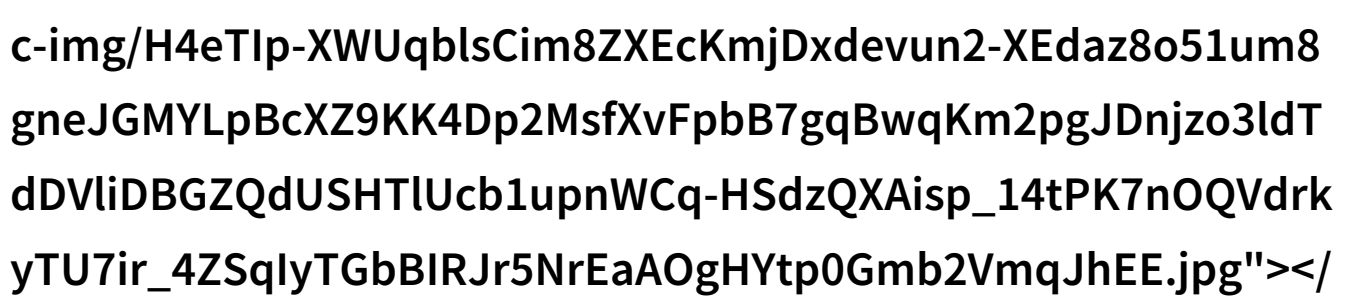 c-img/H4eTIp-XWUqblsCim8ZXEcKmjDxdevun2-XEdaz8o51um8
gneJGMYLpBcXZ9KK4Dp2MsfXvFpbB7gqBwqKm2pgJDnjzo3ldT
dDVliDBGZQdUSHTlUcb1upnWCq-HSdzQXAisp_14tPK7nOQVdrk
yTU7ir_4ZSqIyTGbBIRJr5NrEaAOgHYtp0Gmb2VmqJhEE.jpg"></